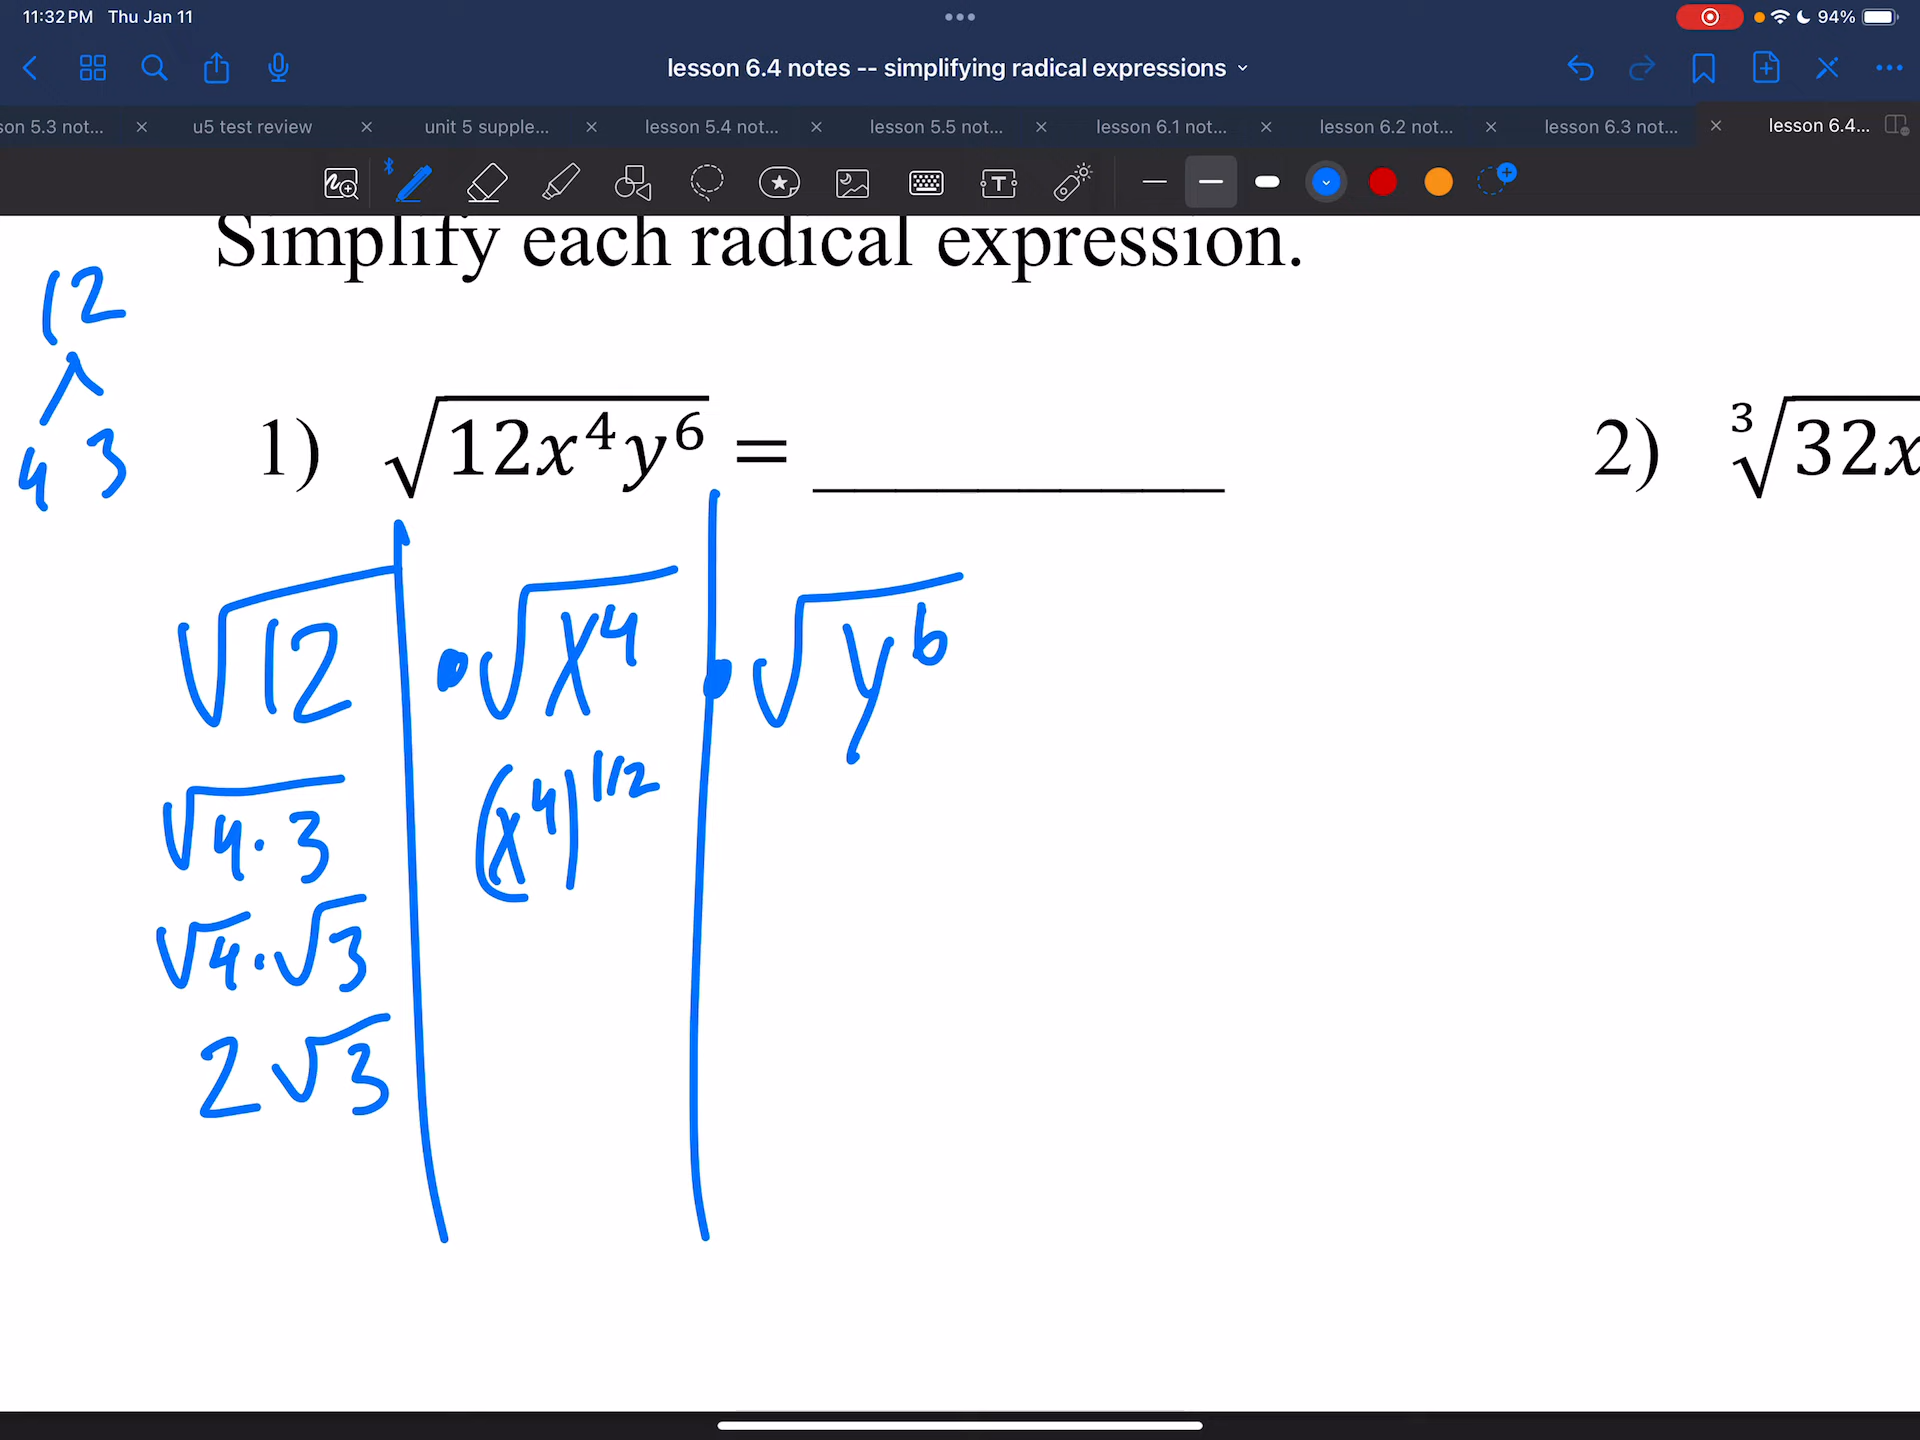 11:32 PM Thu Jan 11 94%
lesson 6.4 notes -- simplifying radical expressions
son 5.3 not... u5 test review unit 5 supple... lesson 5.4 not... lesson 5.5 not... lesson 6.1 not... lesson 6.2 not... lesson 6.3 not... lesson 6.4...
Simplify each radical expression.
12
4 3
1) √(12x⁴y⁶) = __________ 2) ∛32x
√12 • √x⁴ • √y⁶
√4·3 (x⁴)^1/2
√4·√3
2√3